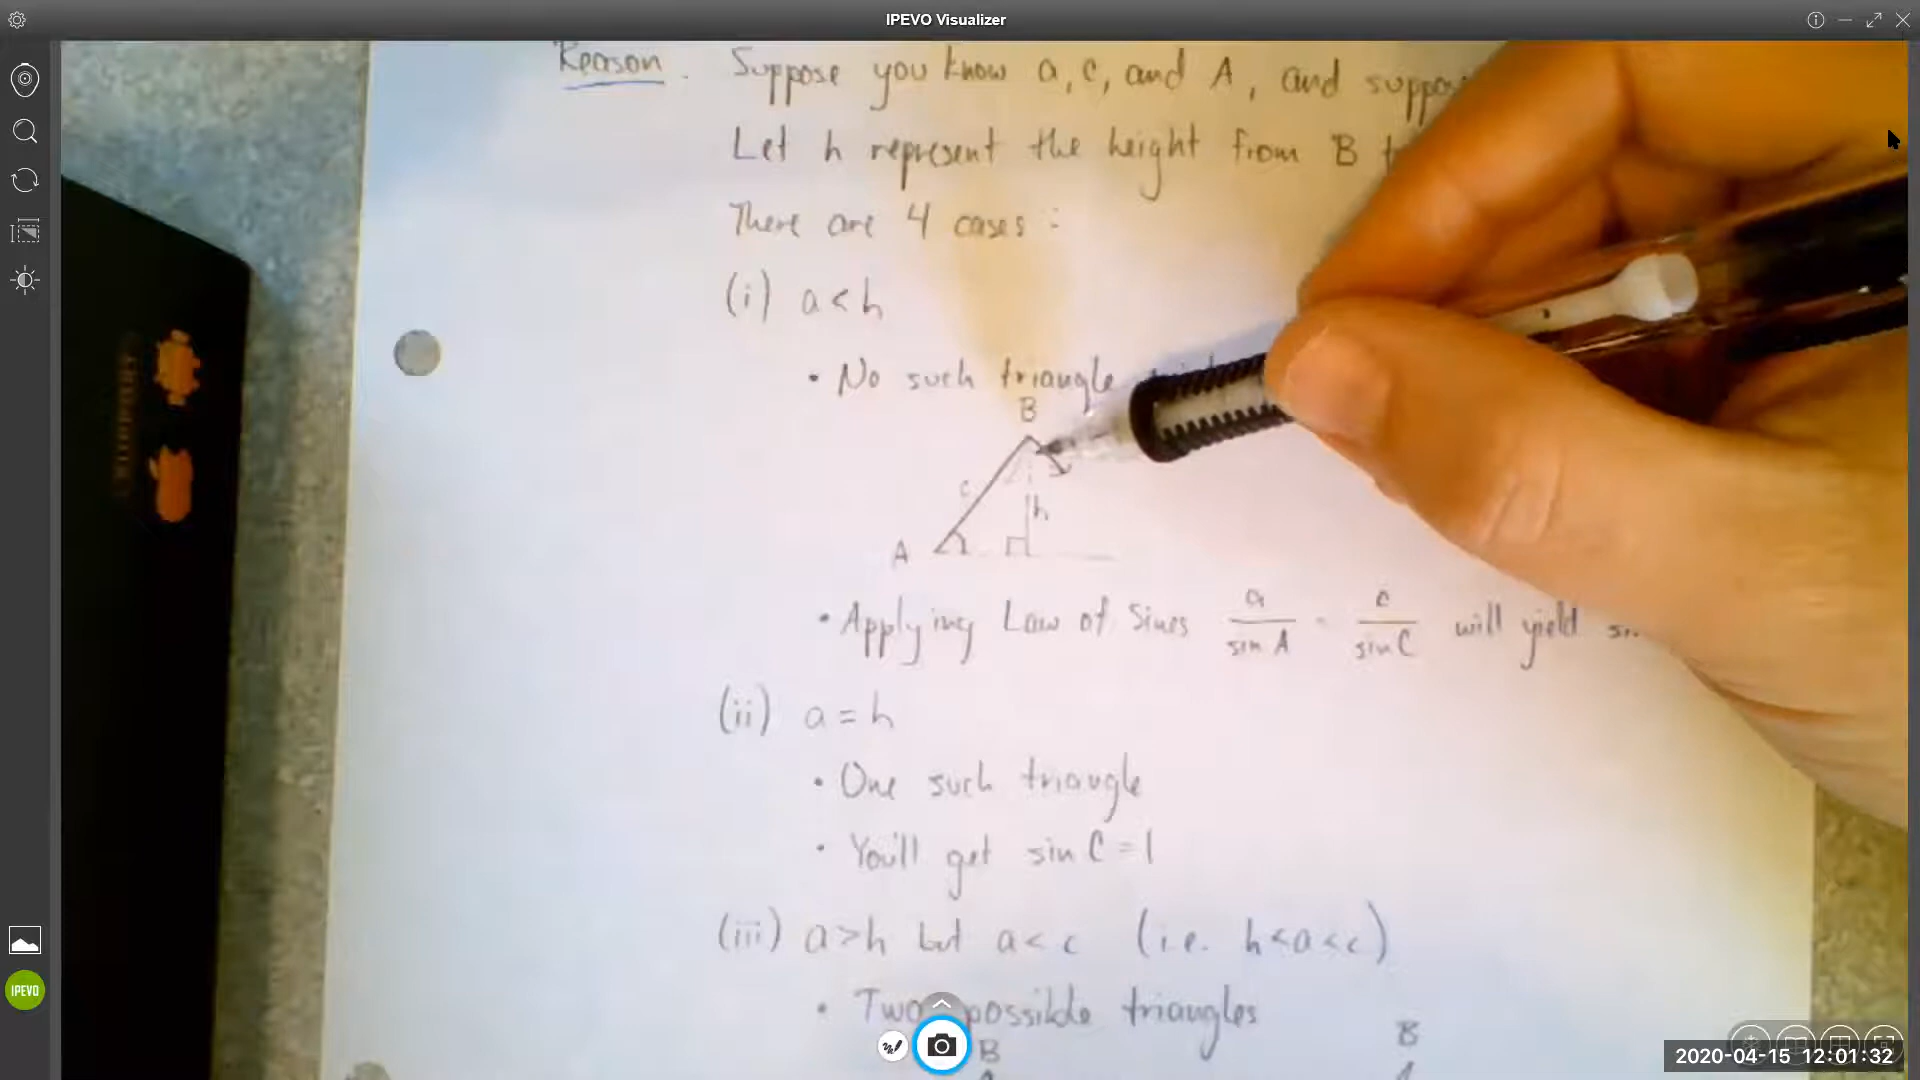 IPEVO Visualizer
Reason. Suppose you know a, c, and A, and suppos
Let h represent the height from B
There are 4 cases:
(i) a < h
• No such triangle
B
c
h
A
• Applying Law of Sines a/sin A = c/sin C will yield
(ii) a = h
• One such triangle
• You'll get sin C = 1
(iii) a > h but a < c (i.e. h < a < c)
• Two possible triangles
B B
IPEVO
2020-04-15 12:01:32